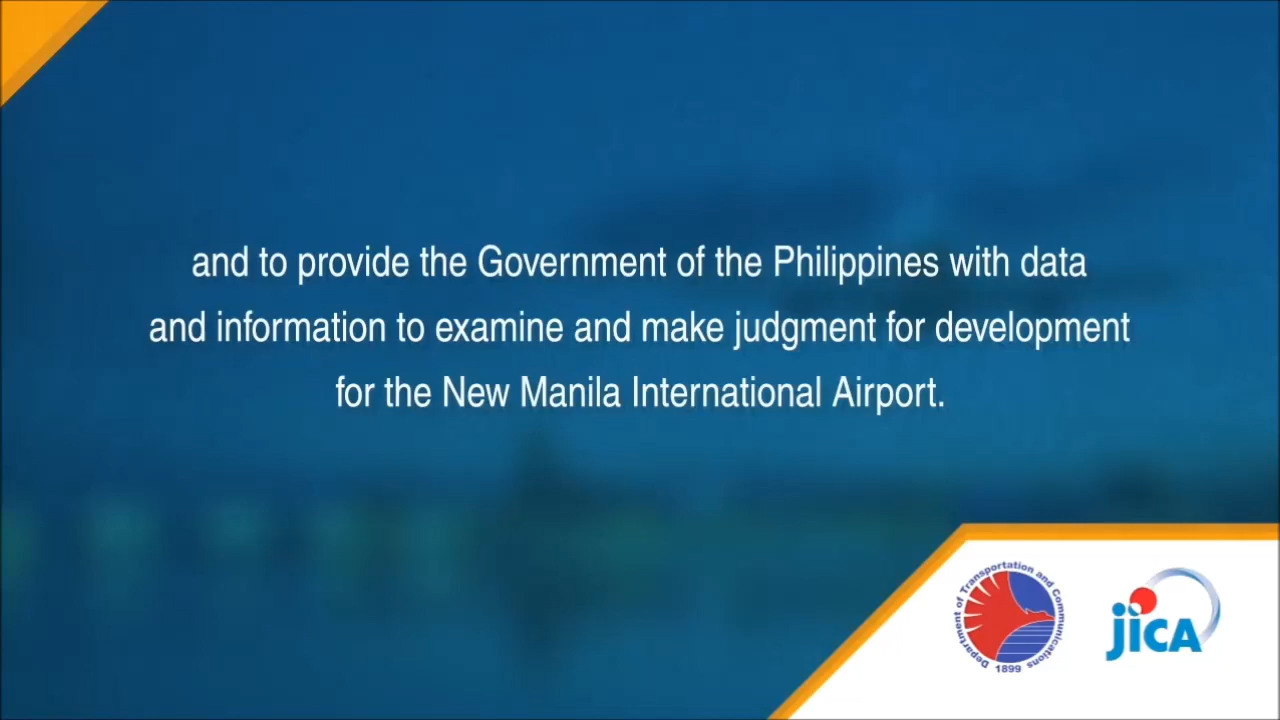 and to provide the Government of the Philippines with data
and information to examine and make judgment for development
for the New Manila International Airport.
Department of Transportation and Communications
1899
jICA